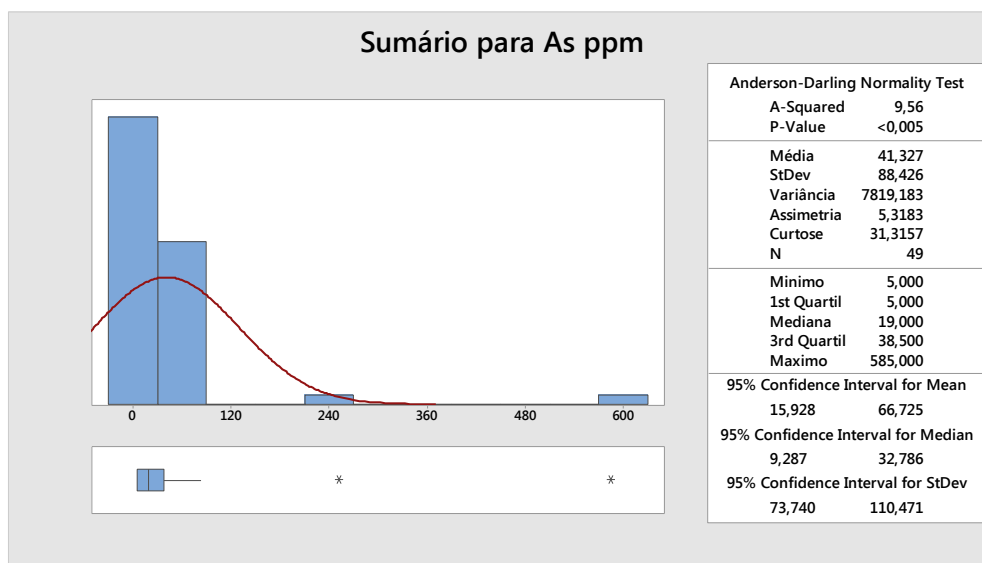 Sumário para As ppm
0 120 240 360 480 600
* *
Anderson-Darling Normality Test
A-Squared 9,56
P-Value <0,005
Média 41,327
StDev 88,426
Variância 7819,183
Assimetria 5,3183
Curtose 31,3157
N 49
Minimo 5,000
1st Quartil 5,000
Mediana 19,000
3rd Quartil 38,500
Maximo 585,000
95% Confidence Interval for Mean
15,928 66,725
95% Confidence Interval for Median
9,287 32,786
95% Confidence Interval for StDev
73,740 110,471